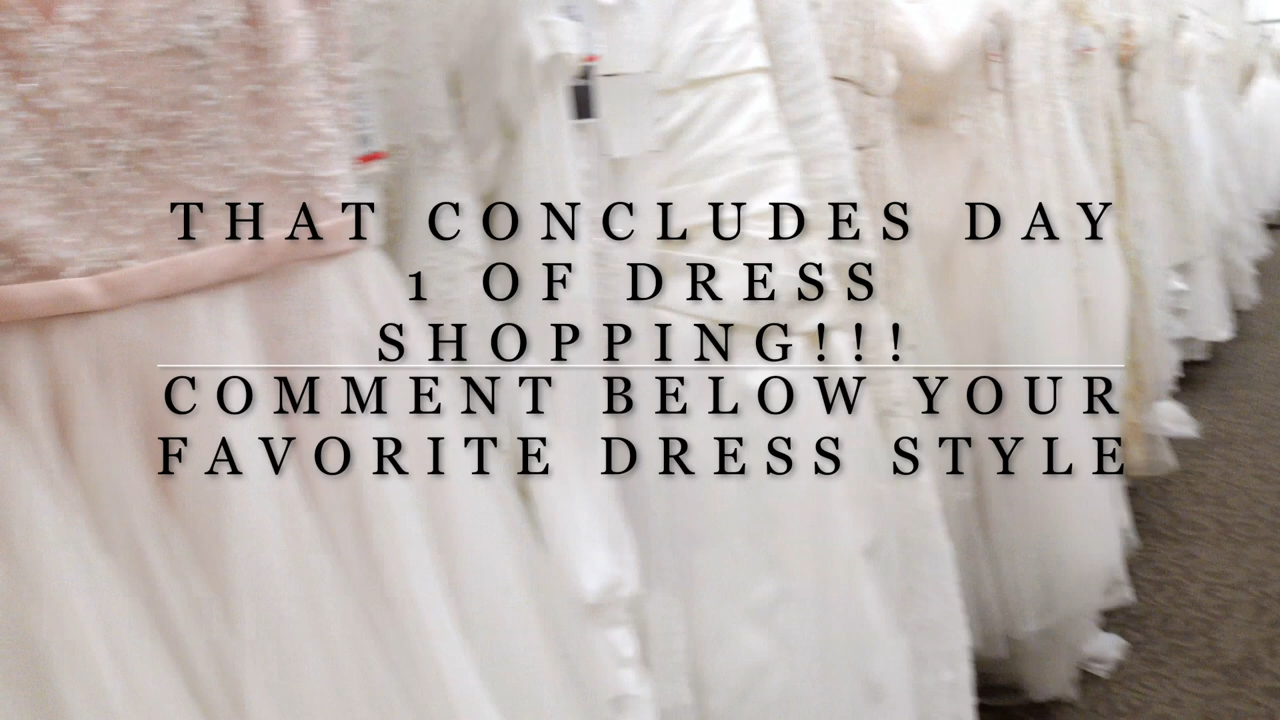 THAT CONCLUDES DAY
1 OF DRESS
SHOPPING!!!
COMMENT BELOW YOUR
FAVORITE DRESS STYLE